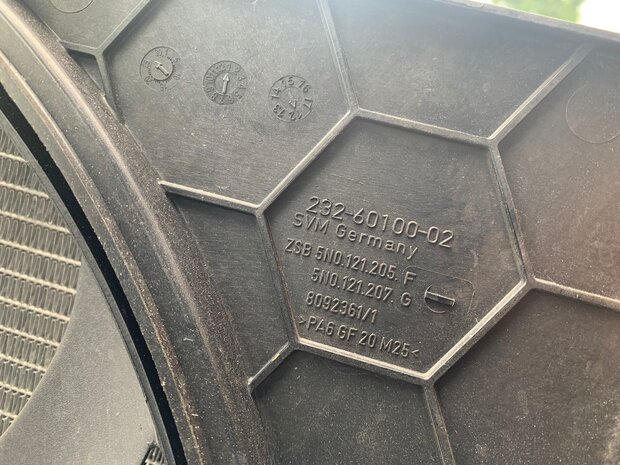 232-60100-02
SVM Germany
ZSB 5N0.121.205. F
5N0.121.207. G
8092361/1
>PA6 GF 20 M25<